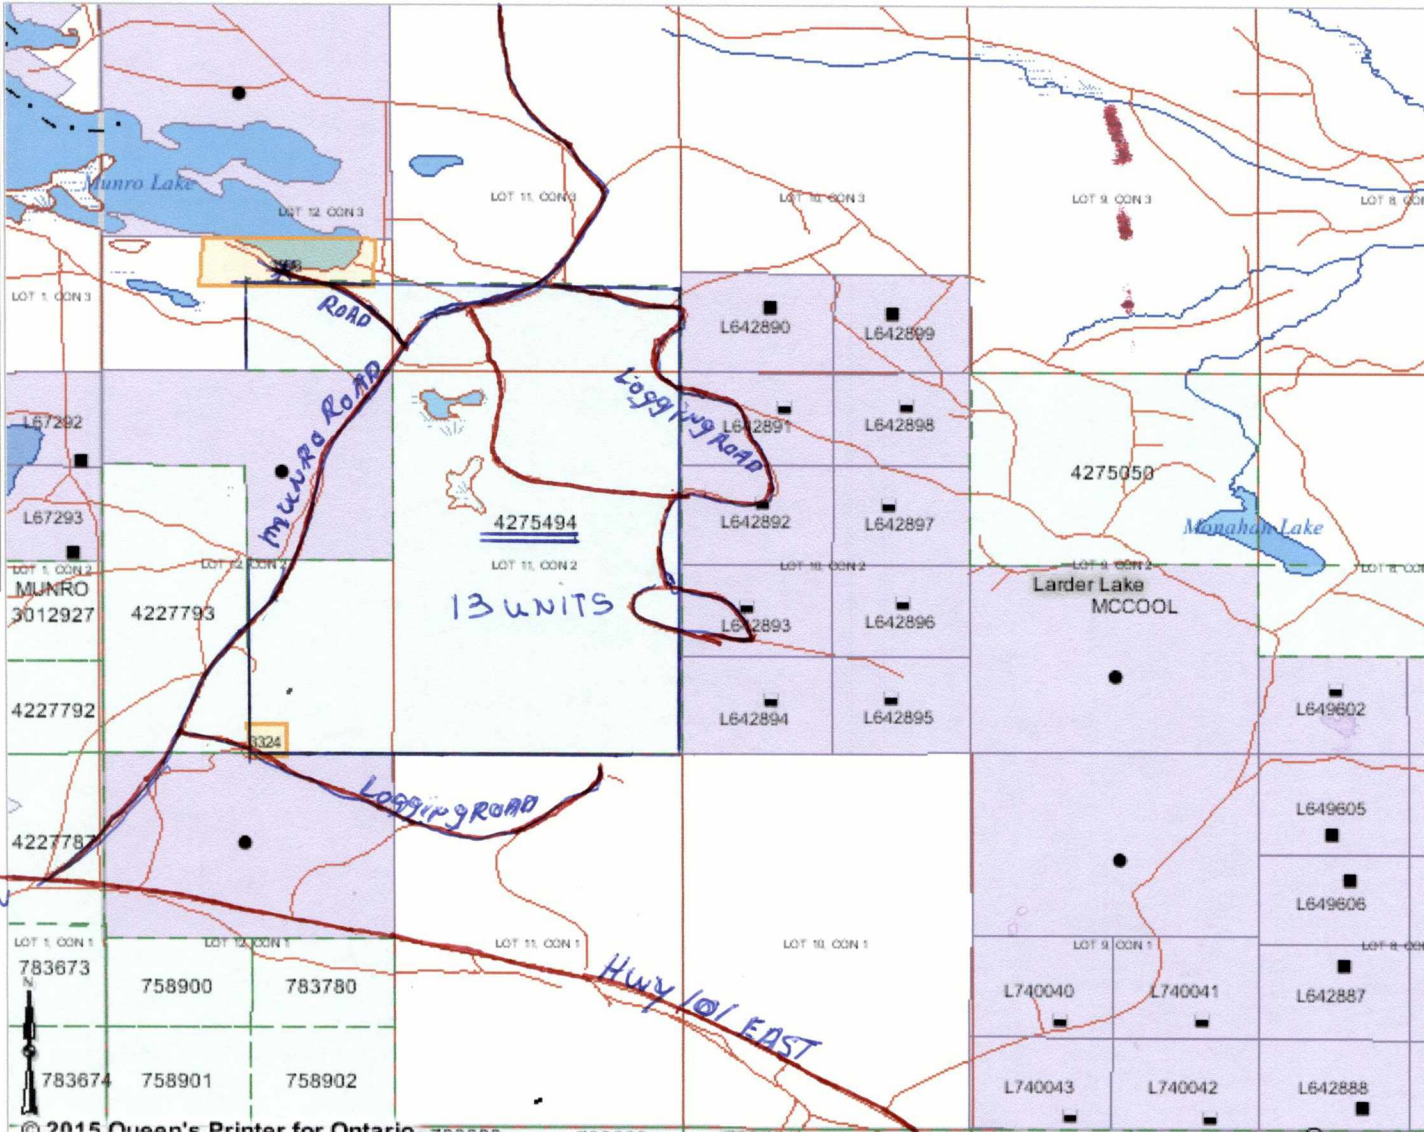 Munro Lake
LOT 12, CON 3
LOT 11, CON 3
LOT 10, CON 3
LOT 9, CON 3
LOT 8, CON
LOT 1, CON 3
ROAD
L642890
L642899
MUNRO ROAD
Logging ROAD
L67292
L642891
L642898
4275050
L67293
4275494
L642892
L642897
Monahan Lake
LOT 1, CON 2
LOT 12, CON 2
LOT 11, CON 2
LOT 10, CON 2
LOT 9, CON 2
LOT 8, CON
MUNRO
3012927
4227793
13 UNITS
L642893
L642896
Larder Lake
MCCOOL
4227792
L642894
L642895
L649602
3324
Logging ROAD
L649605
4227787
L649606
LOT 1, CON 1
LOT 12, CON 1
LOT 11, CON 1
LOT 10, CON 1
LOT 9, CON 1
LOT 8, CON
783673
758900
783780
Hwy 101 EAST
L740040
L740041
L642887
N
783674
758901
758902
L740043
L740042
L642888
© 2015 Queen's Printer for Ontario